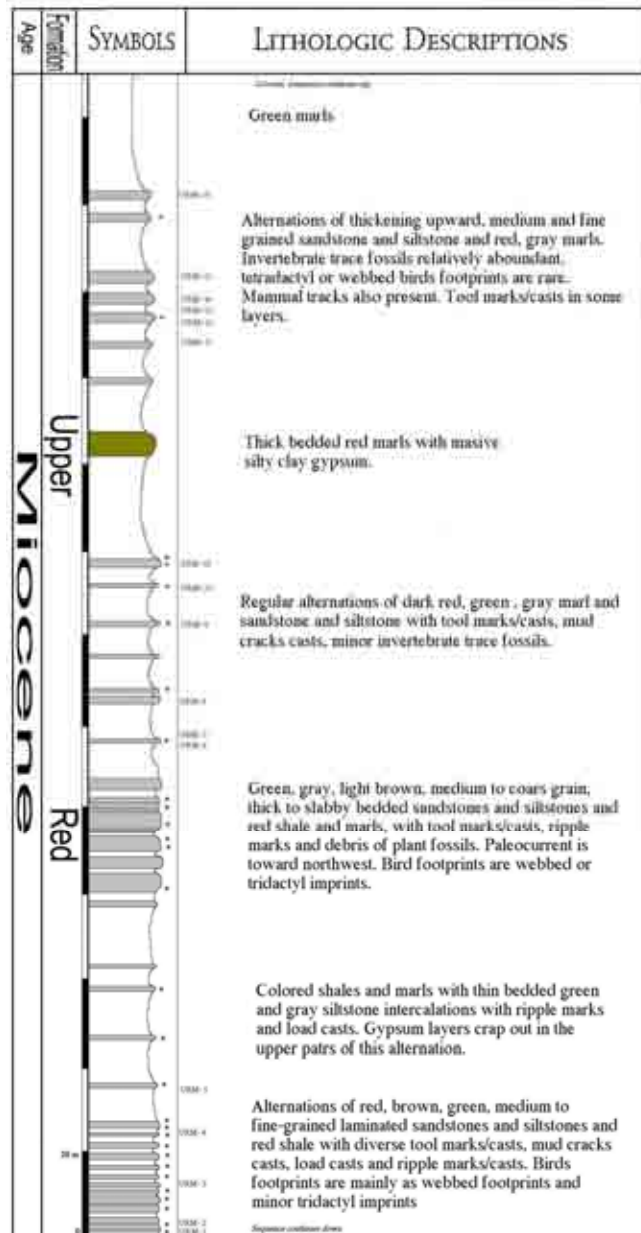 Age
Formation
SYMBOLS
LITHOLOGIC DESCRIPTIONS
Green marls
Alternations of thickening upward, medium and fine
grained sandstone and siltstone and red, gray marls.
Invertebrate trace fossils relatively aboundant,
tetradactyl or webbed birds footprints are rare.
Mammal tracks also present. Tool marks/casts in some
layers.
Upper
Thick bedded red marls with masive
silty clay gypsum.
Miocene
Regular alternations of dark red, green , gray marl and
sandstone and siltstone with tool marks/casts, mud
cracks casts, minor invertebrate trace fossils.
Red
Green, gray, light brown, medium to coars grain,
thick to slabby bedded sandstones and siltstones and
red shale and marls, with tool marks/casts, ripple
marks and debris of plant fossils. Paleocurrent is
toward northwest. Bird footprints are webbed or
tridactyl imprints.
Colored shales and marls with thin bedded green
and gray siltstone intercalations with ripple marks
and load casts. Gypsum layers crap out in the
upper patrs of this alternation.
Alternations of red, brown, green, medium to
fine-grained laminated sandstones and siltstones and
red shale with diverse tool marks/casts, mud cracks
casts, load casts and ripple marks/casts. Birds
footprints are mainly as webbed footprints and
minor tridactyl imprints
20 m
0
Sequence continues down